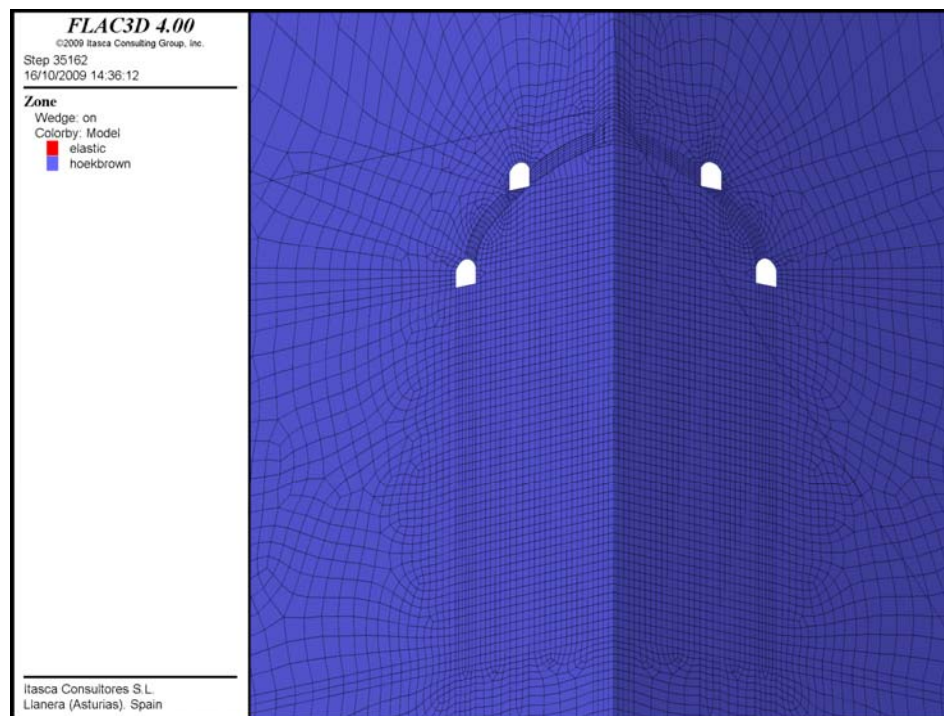 FLAC3D 4.00
©2009 Itasca Consulting Group, Inc.
Step 35162
16/10/2009 14:36:12
Zone
Wedge: on
Colorby: Model
elastic
hoekbrown
Itasca Consultores S.L.
Llanera (Asturias). Spain